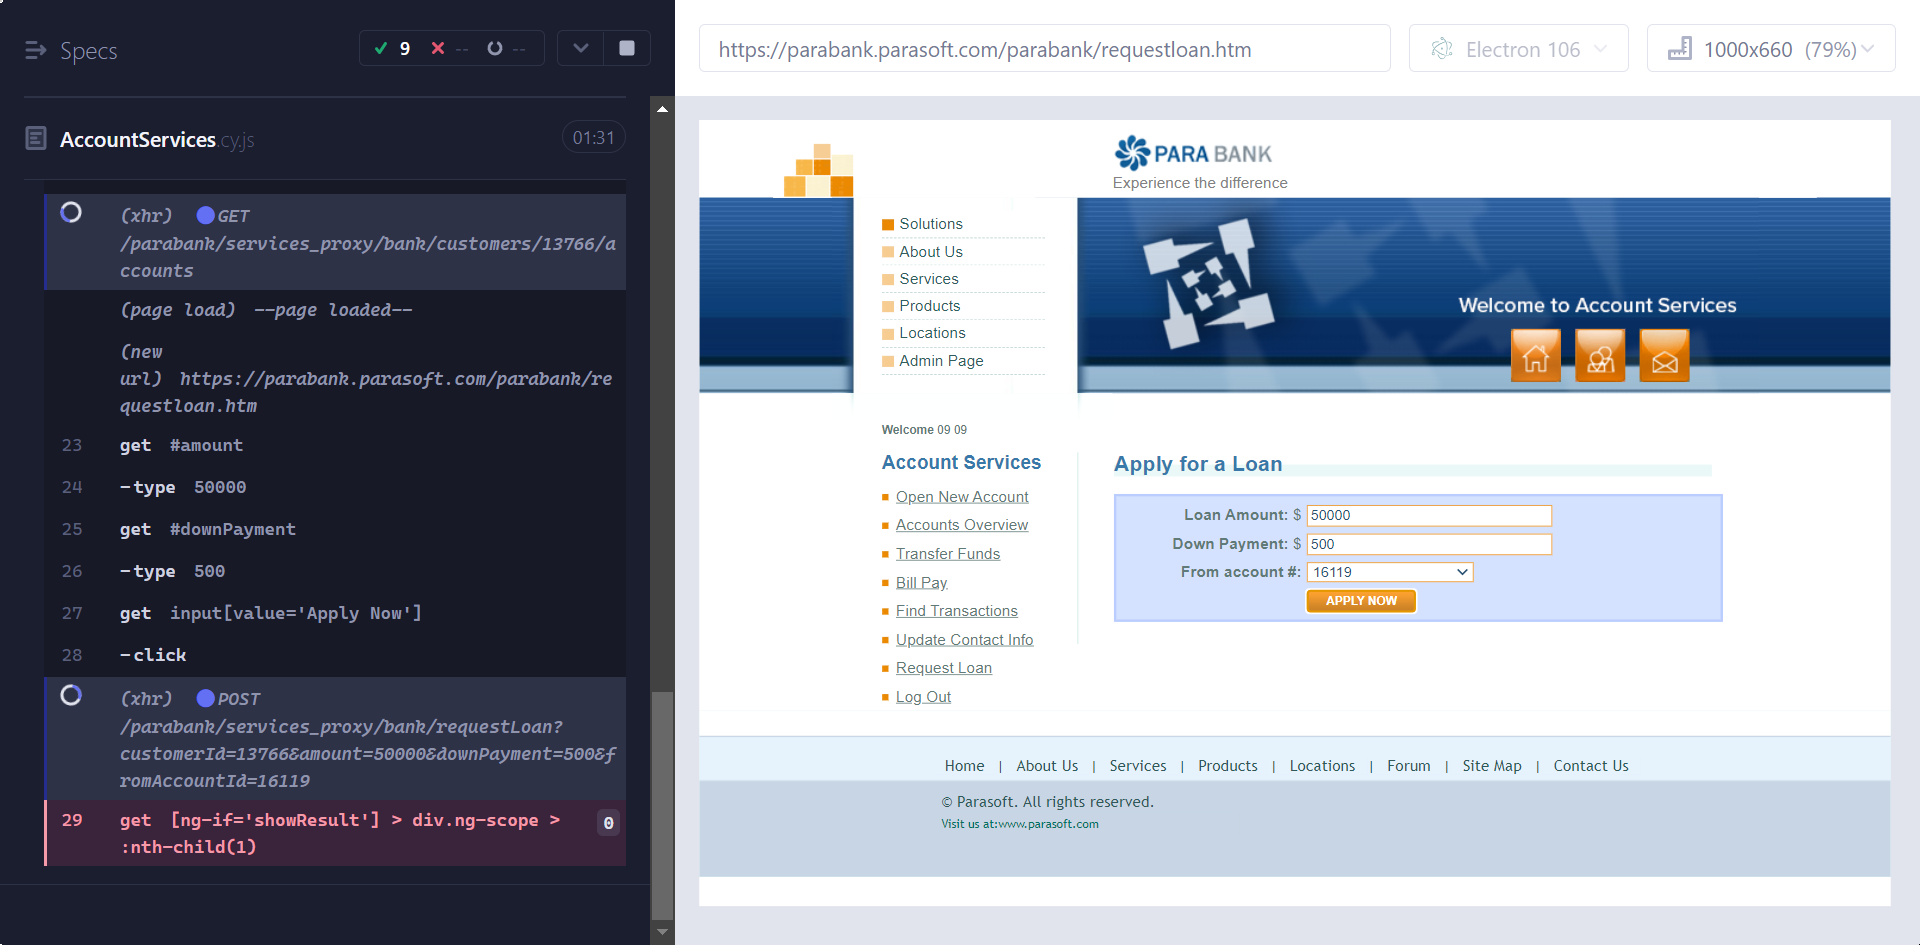 Specs
9 -- --
AccountServices.cy.js
01:31
(xhr) GET
/parabank/services_proxy/bank/customers/13766/a
ccounts
(page load) --page loaded--
(new
url) https://parabank.parasoft.com/parabank/re
questloan.htm
23 get #amount
24 -type 50000
25 get #downPayment
26 -type 500
27 get input[value='Apply Now']
28 -click
(xhr) POST
/parabank/services_proxy/bank/requestLoan?
customerId=13766&amount=50000&downPayment=500&f
romAccountId=16119
29 get [ng-if='showResult'] > div.ng-scope >
:nth-child(1)
0
https://parabank.parasoft.com/parabank/requestloan.htm
Electron 106
1000x660 (79%)
PARA BANK
Experience the difference
Solutions
About Us
Services
Products
Locations
Admin Page
Welcome to Account Services
Welcome 09 09
Account Services
Open New Account
Accounts Overview
Transfer Funds
Bill Pay
Find Transactions
Update Contact Info
Request Loan
Log Out
Apply for a Loan
Loan Amount: $ 50000
Down Payment: $ 500
From account #: 16119
APPLY NOW
Home | About Us | Services | Products | Locations | Forum | Site Map | Contact Us
© Parasoft. All rights reserved.
Visit us at:www.parasoft.com